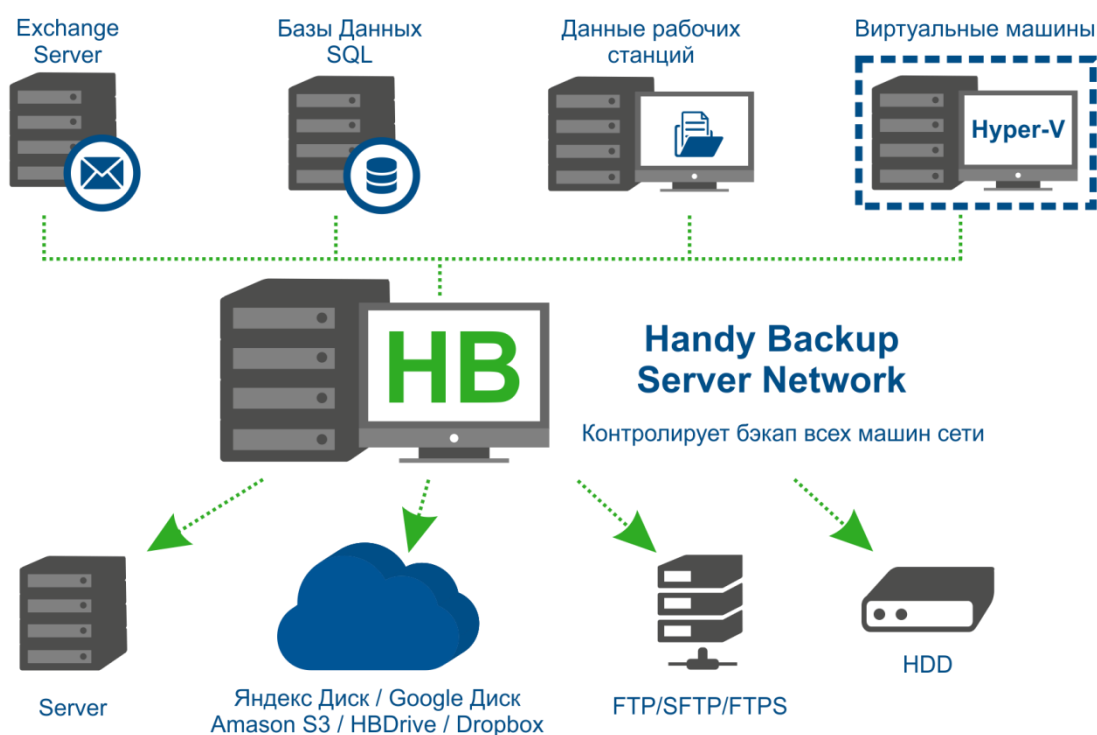 Exchange
Server
Базы Данных
SQL
Данные рабочих
станций
Виртуальные машины
Hyper-V
HB
Handy Backup
Server Network
Контролирует бэкап всех машин сети
Server
Яндекс Диск / Google Диск
Amason S3 / HBDrive / Dropbox
FTP/SFTP/FTPS
HDD